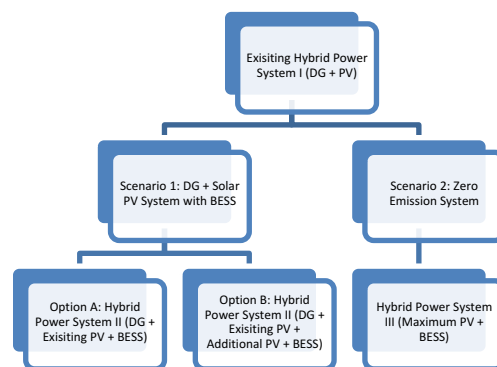 Exisiting Hybrid Power
System I (DG + PV)
Scenario 1: DG + Solar
PV System with BESS
Scenario 2: Zero
Emission System
Option A: Hybrid
Power System II (DG +
Exisiting PV + BESS)
Option B: Hybrid
Power System II (DG +
Exisiting PV +
Additional PV + BESS)
Hybrid Power System
III (Maximum PV +
BESS)